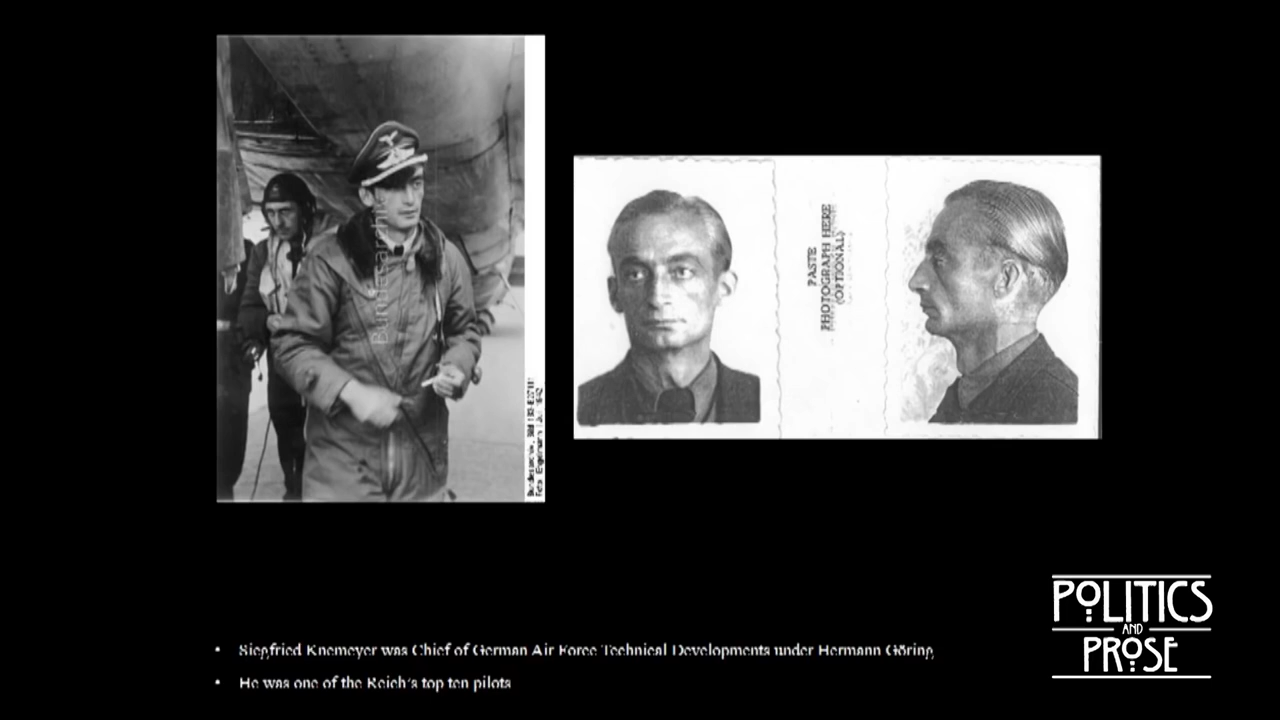 Bundesarchiv
PASTE
PHOTOGRAPH HERE
(OPTIONAL)
• Siegfried Knemeyer was Chief of German Air Force Technical Developments under Hermann Göring
• He was one of the Reich's top ten pilots
POLITICS
AND
PROSE